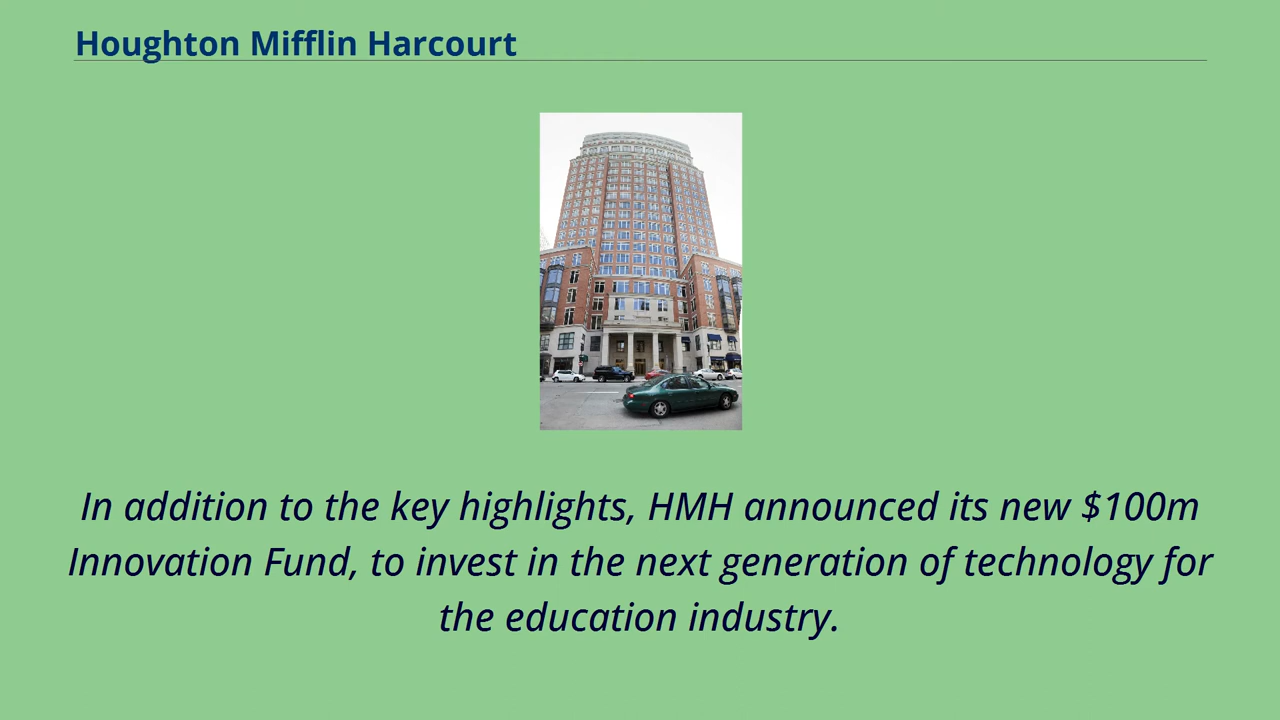 Houghton Mifflin Harcourt
In addition to the key highlights, HMH announced its new $100m
Innovation Fund, to invest in the next generation of technology for
the education industry.